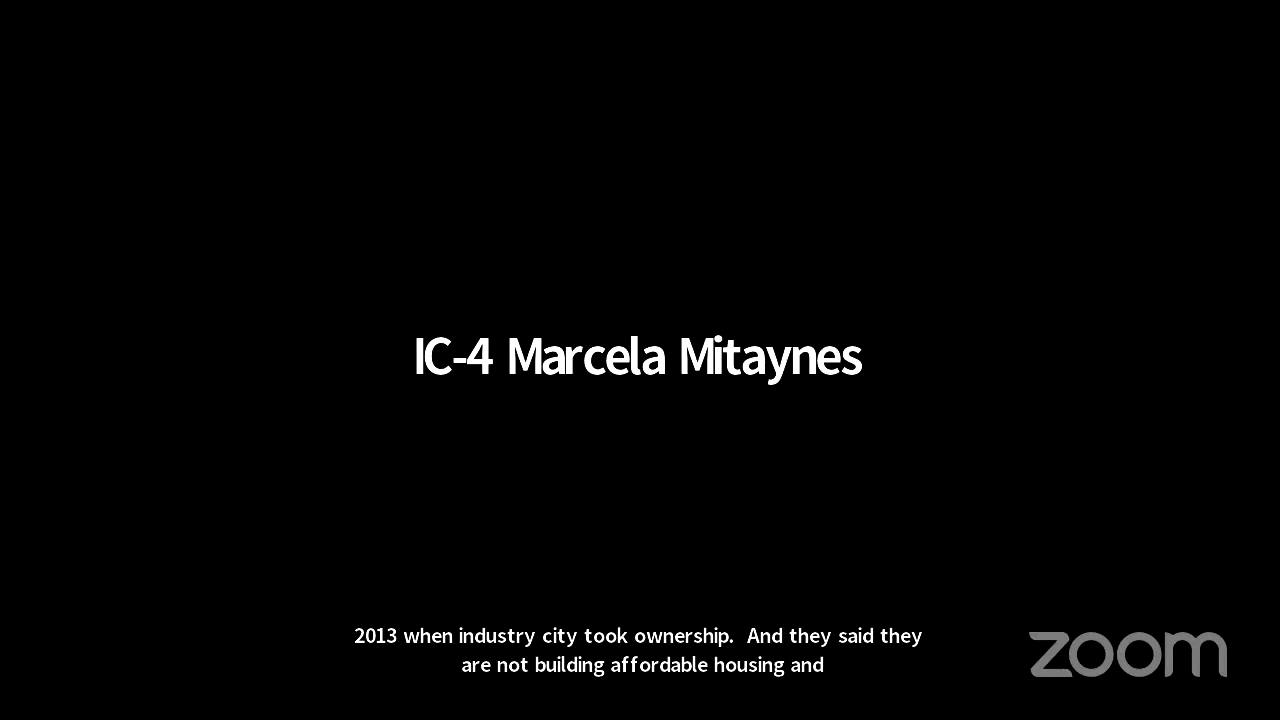 IC-4 Marcela Mitaynes
2013 when industry city took ownership.  And they said they
are not building affordable housing and
zoom